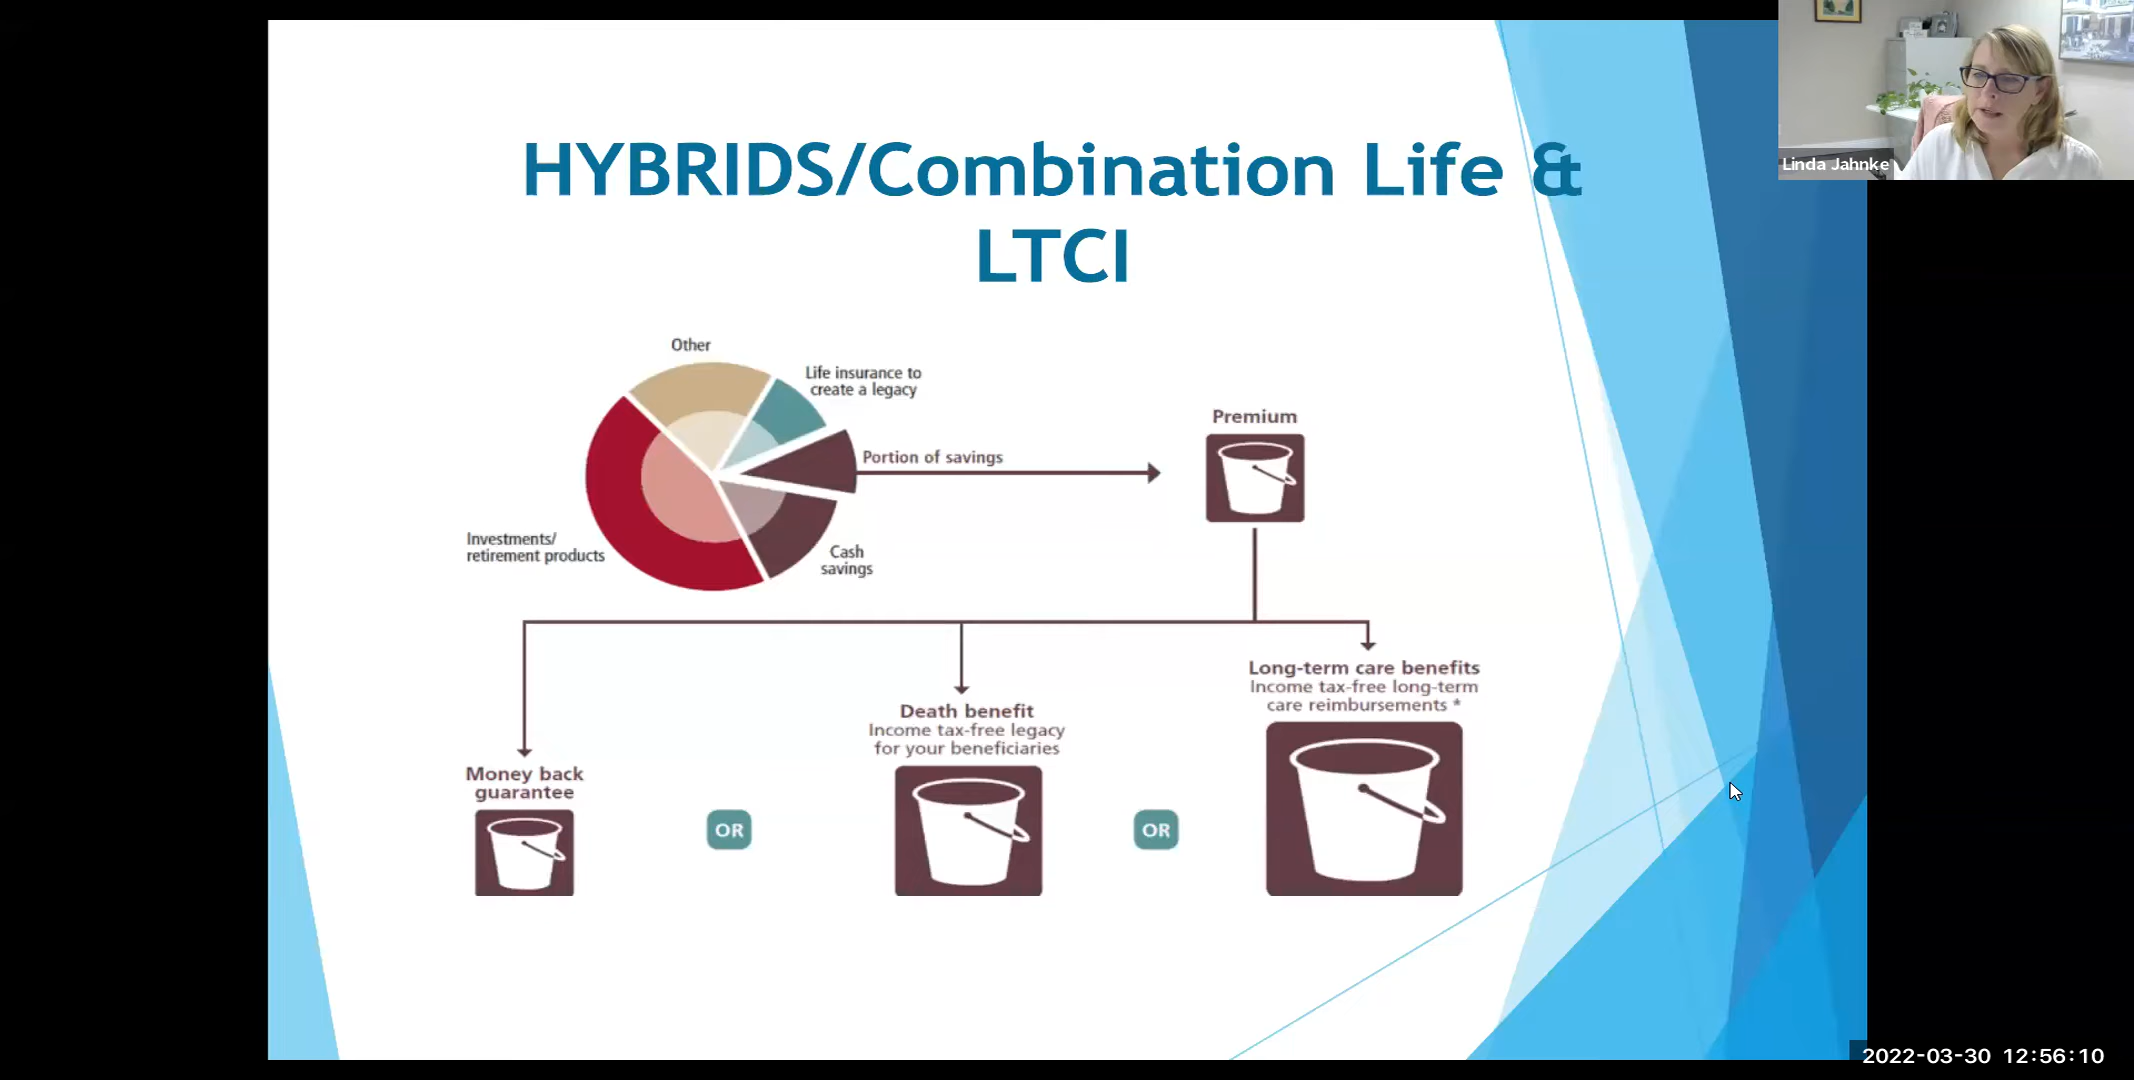 HYBRIDS/Combination Life &
LTCI
Other
Life insurance to
create a legacy
Portion of savings
Premium
Investments/
retirement products
Cash
savings
Money back
guarantee
OR
Death benefit
Income tax-free legacy
for your beneficiaries
OR
Long-term care benefits
Income tax-free long-term
care reimbursements *
Linda Jahnke
2022-03-30 12:56:10